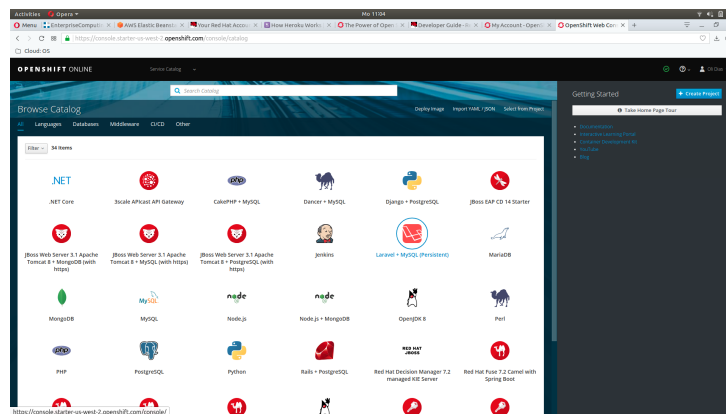 Activities Opera
Mo 11:04
Menu
EnterpriseComputi
AWS Elastic Beanst
Your Red Hat Accou
How Heroku Works
The Power of Open
Developer Guide - B
My Account - Open
OpenShift Web Con
https://console.starter-us-west-2.openshift.com/console/catalog
Cloud: OS
OPENSHIFT ONLINE
Service Catalog
Search Catalog
Browse Catalog
Deploy Image Import YAML / JSON Select from Project
All Languages Databases Middleware CI/CD Other
Filter 34 Items
.NET
php
.NET Core
3scale APIcast API Gateway
CakePHP + MySQL
Dancer + MySQL
Django + PostgreSQL
JBoss EAP CD 14 Starter
JBoss Web Server 3.1 Apache
Tomcat 8 + MongoDB (with
https)
JBoss Web Server 3.1 Apache
Tomcat 8 + MySQL (with https)
JBoss Web Server 3.1 Apache
Tomcat 8 + PostgreSQL (with
https)
Jenkins
Laravel + MySQL (Persistent)
MariaDB
MySQL
node
node
MongoDB
MySQL
Node.js
Node.js + MongoDB
OpenJDK 8
Perl
php
RED HAT
JBOSS
PHP
PostgreSQL
Python
Rails + PostgreSQL
Red Hat Decision Manager 7.2
managed KIE Server
Red Hat Fuse 7.2 Camel with
Spring Boot
Getting Started
+ Create Project
Take Home Page Tour
Documentation
Interactive Learning Portal
Container Development Kit
YouTube
Blog
https://console.starter-us-west-2.openshift.com/console/